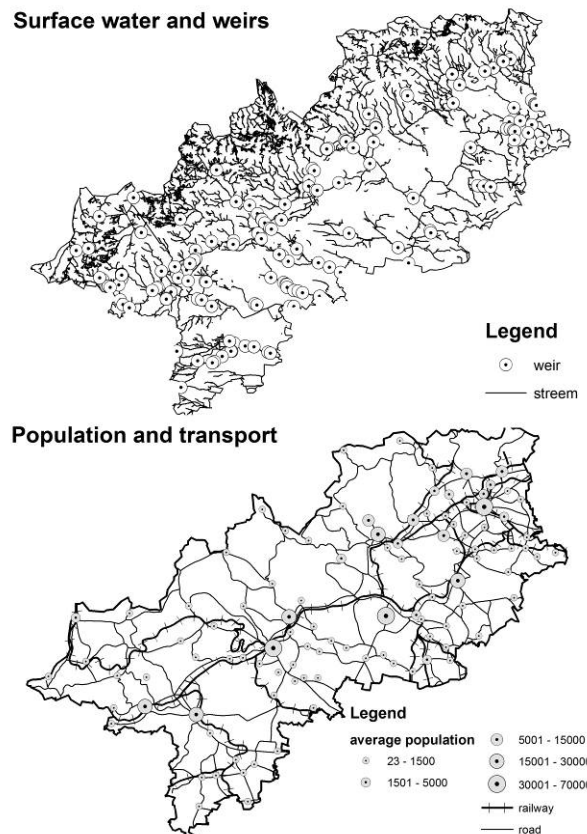 Surface water and weirs
Legend
weir
streem
Population and transport
Legend
average population
23 - 1500
1501 - 5000
5001 - 15000
15001 - 30000
30001 - 70000
railway
road